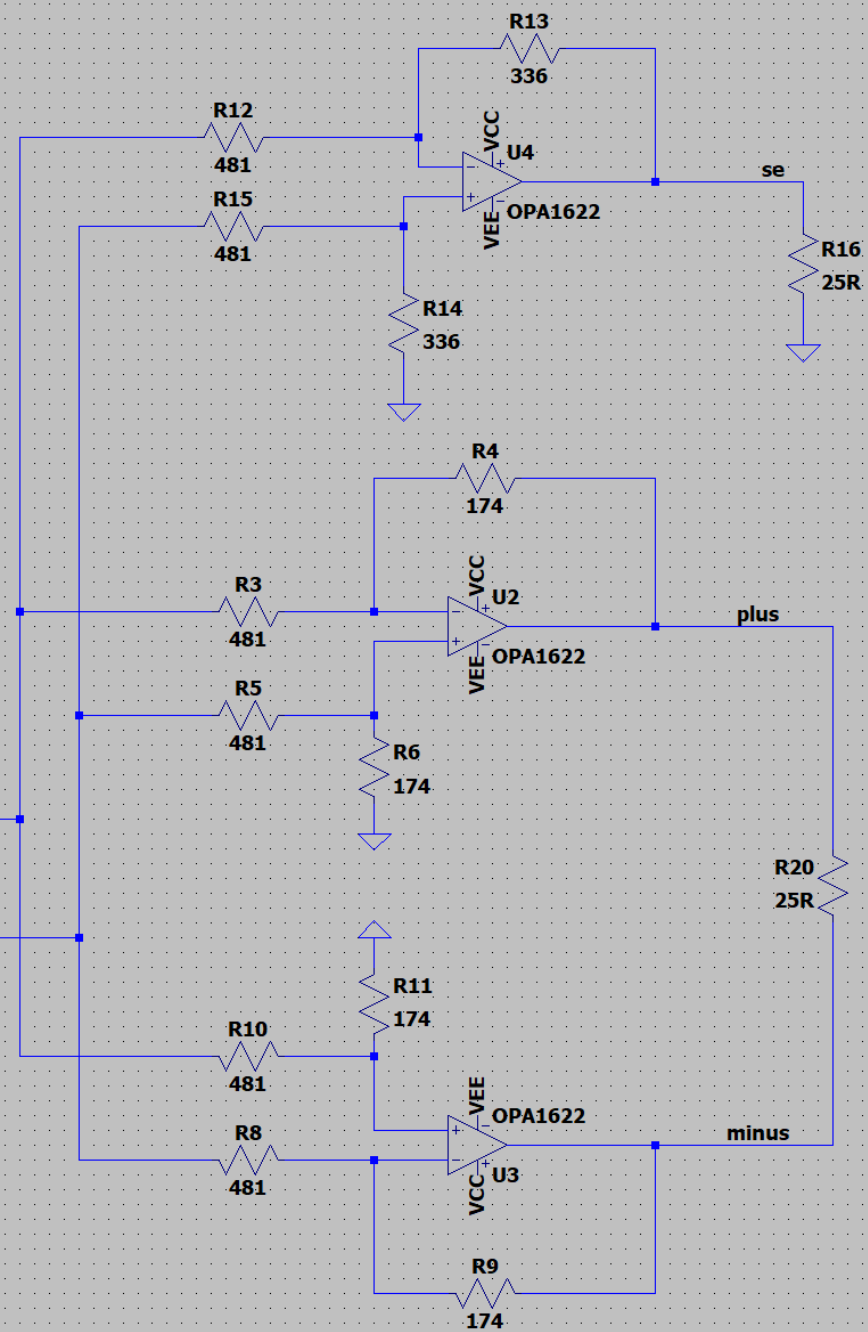 R13
336
R12
481
VCC
U4
R15
481
VEE
OPA1622
se
R16
25R
R14
336
R4
174
R3
481
VCC
U2
plus
OPA1622
VEE
R5
481
R6
174
R20
25R
R11
174
R10
481
VEE
OPA1622
minus
R8
481
VCC
U3
R9
174